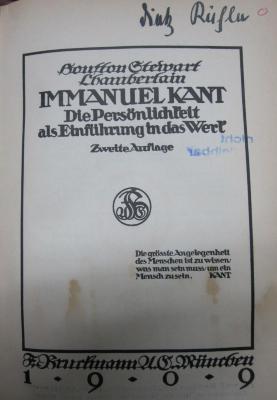 Houston Stewart
Chamberlain
IMMANUEL KANT
Die Persönlichkeit
als Einführung in das Werk
Zweite Auflage
nicht
Die grösste Angelegenheit
des Menschen ist zu wissen,
was man sein muss, um ein
Mensch zu sein. KANT
F. Bruckmann A.G. München
1·9·0·9